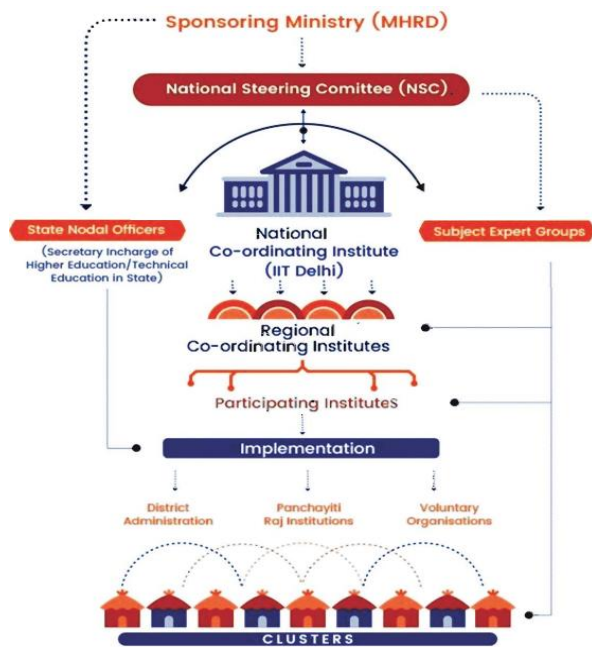 Sponsoring Ministry (MHRD)
National Steering Comittee (NSC)
State Nodal Officers
(Secretary Incharge of
Higher Education/Technical
Education in State)
National
Co-ordinating Institute
(IIT Delhi)
Subject Expert Groups
Regional
Co-ordinating Institutes
Participating Institutes
Implementation
District
Administration
Panchayiti
Raj Institutions
Voluntary
Organisations
CLUSTERS